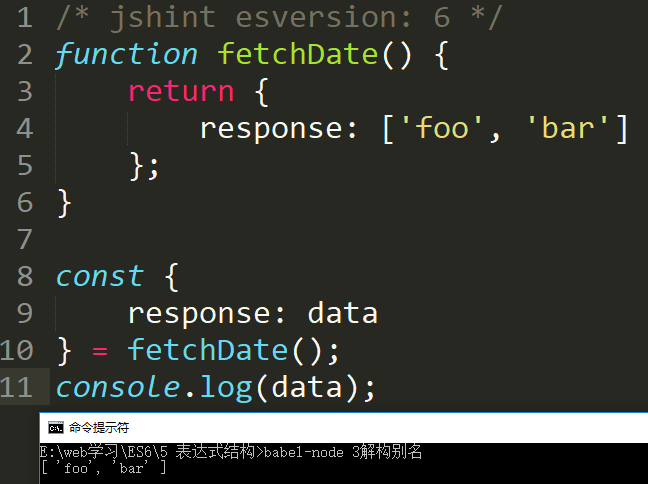 1 /* jshint esversion: 6 */
2 function fetchDate() {
3     return {
4         response: ['foo', 'bar']
5     };
6 }
7
8 const {
9     response: data
10 } = fetchDate();
11 console.log(data);
命令提示符
E:\web学习\ES6\5 表达式结构>babel-node 3解构别名
[ 'foo', 'bar' ]